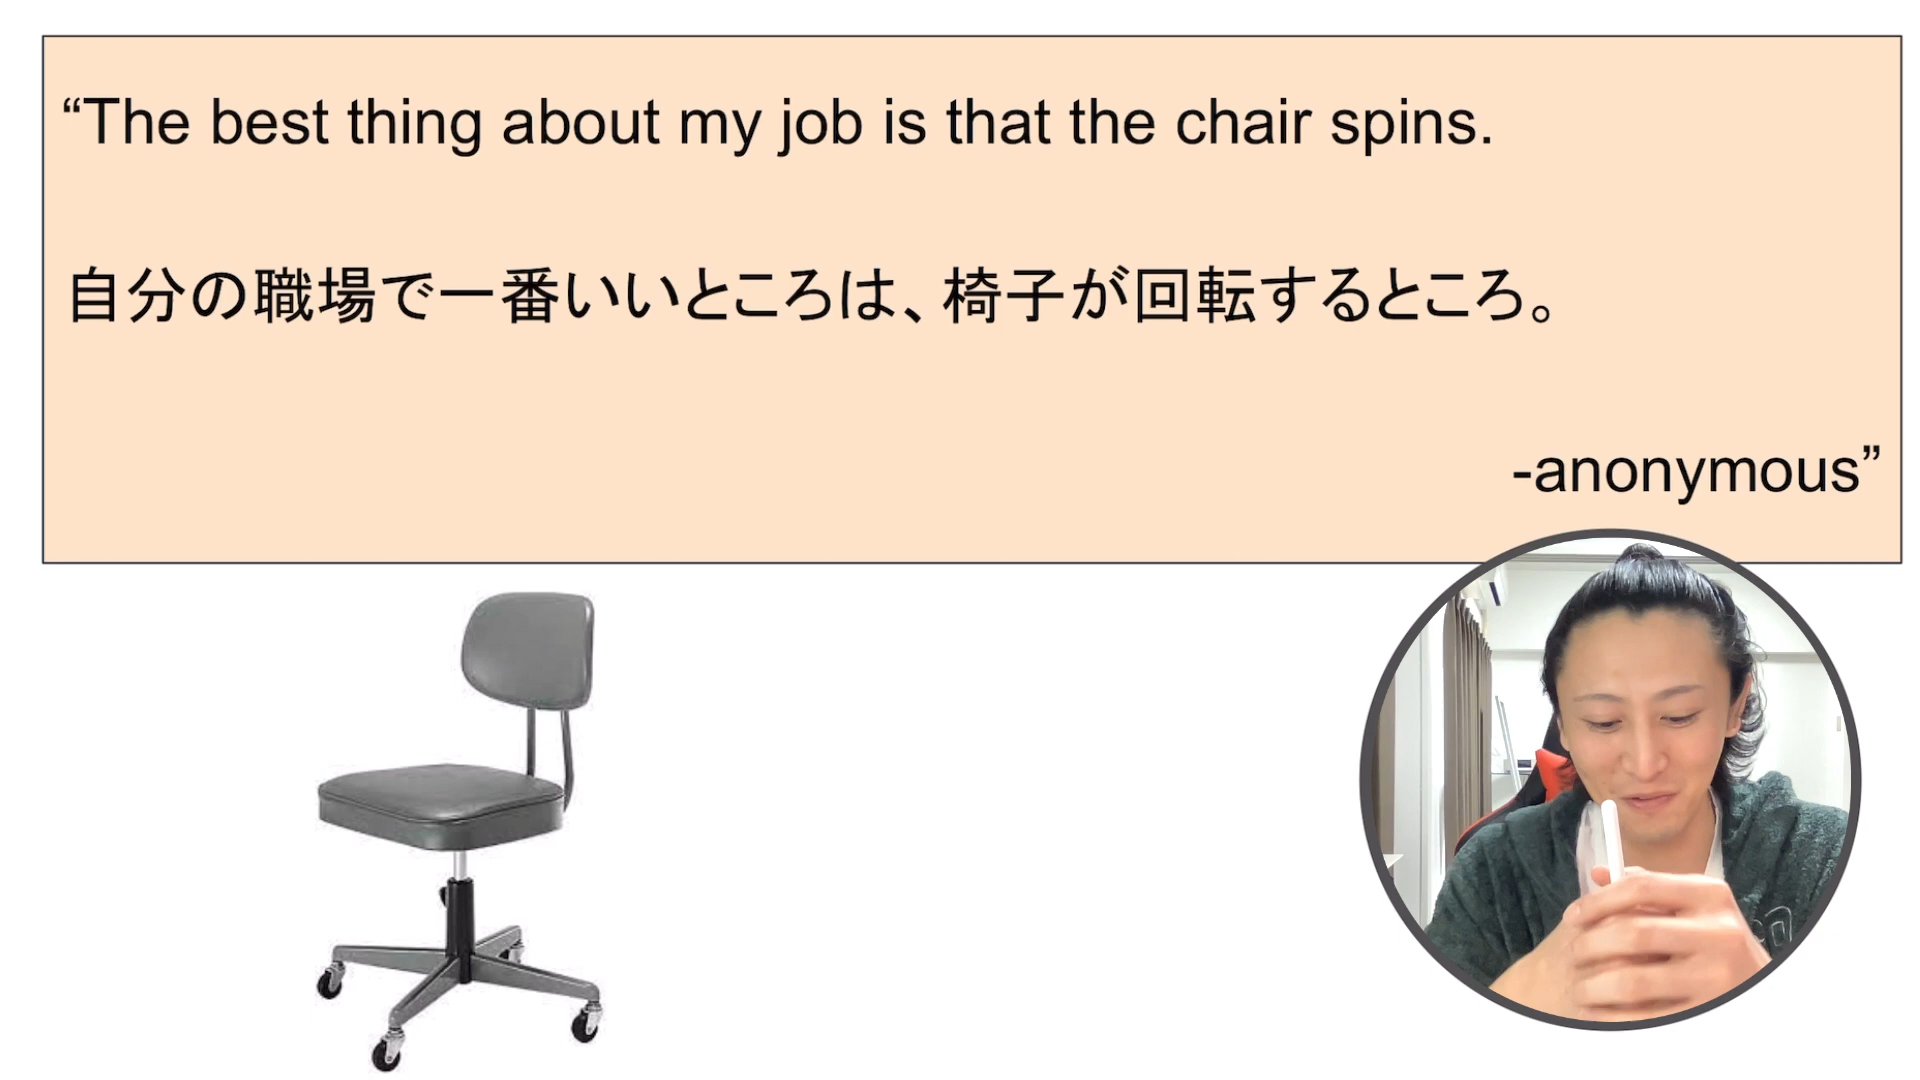 “The best thing about my job is that the chair spins.
自分の職場で一番いいところは、椅子が回転するところ。
-anonymous”